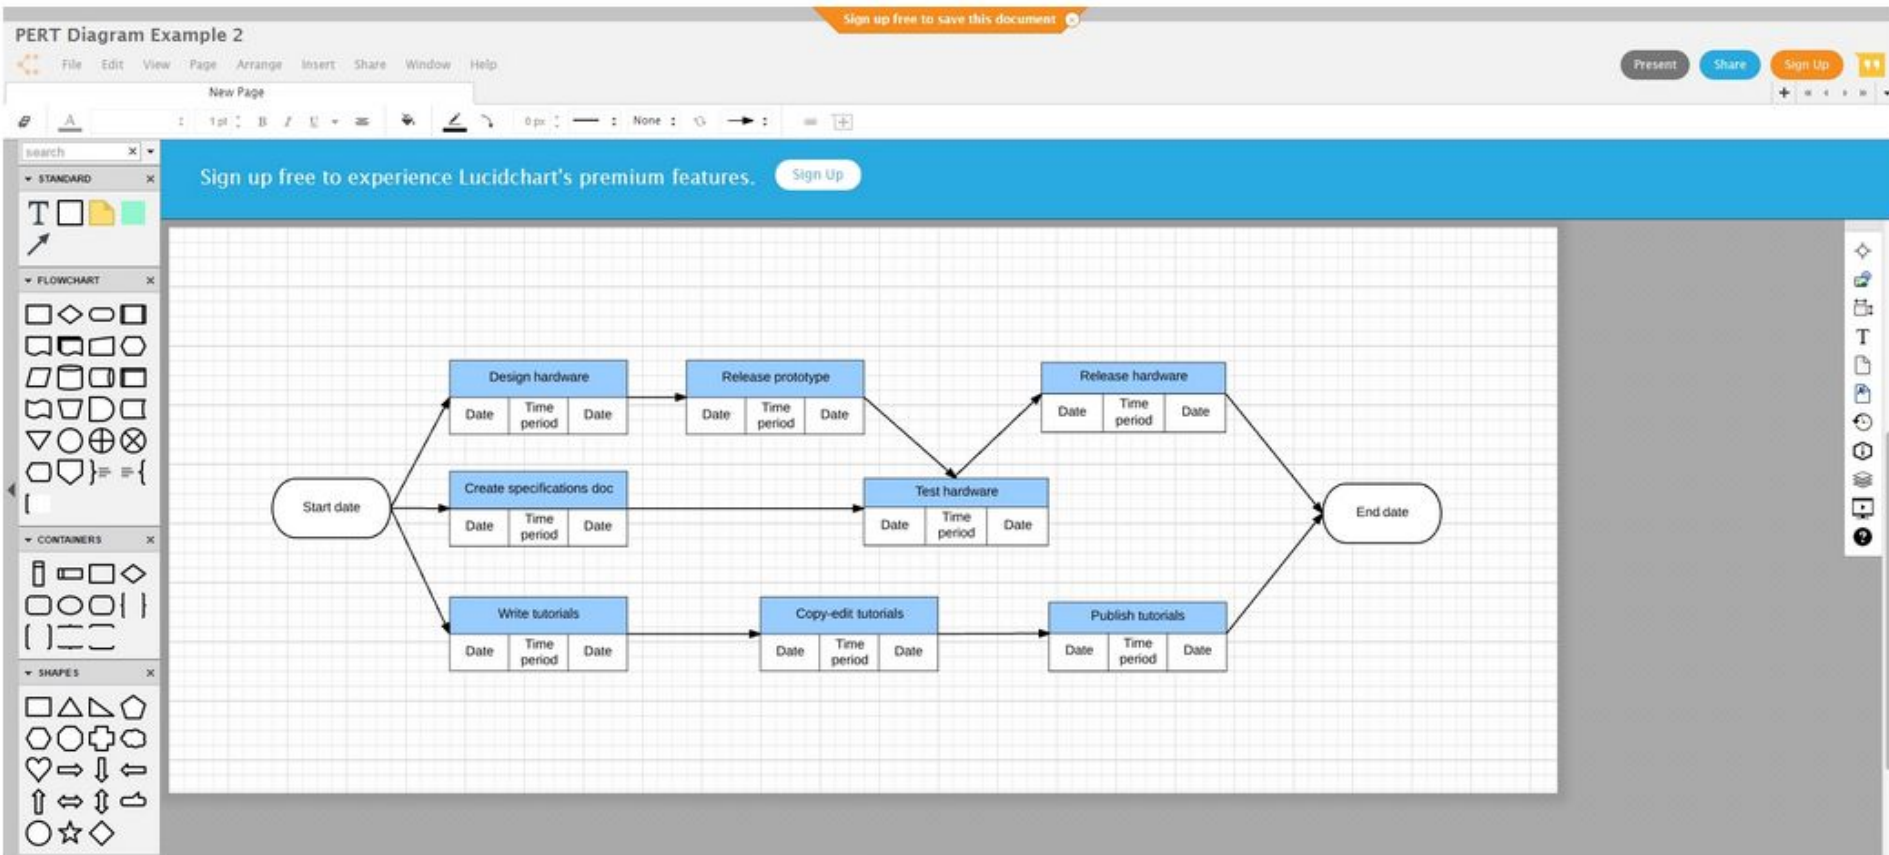 Sign up free to save this document
PERT Diagram Example 2
File Edit View Page Arrange Insert Share Window Help
Present Share Sign Up
New Page
A 1 pt B I U 0 px None
search
Sign up free to experience Lucidchart's premium features. Sign Up
STANDARD
T
FLOWCHART
CONTAINERS
SHAPES
T
Design hardware
Date Time period Date
Release prototype
Date Time period Date
Release hardware
Date Time period Date
Start date
Create specifications doc
Date Time period Date
Test hardware
Date Time period Date
End date
Write tutorials
Date Time period Date
Copy-edit tutorials
Date Time period Date
Publish tutorials
Date Time period Date